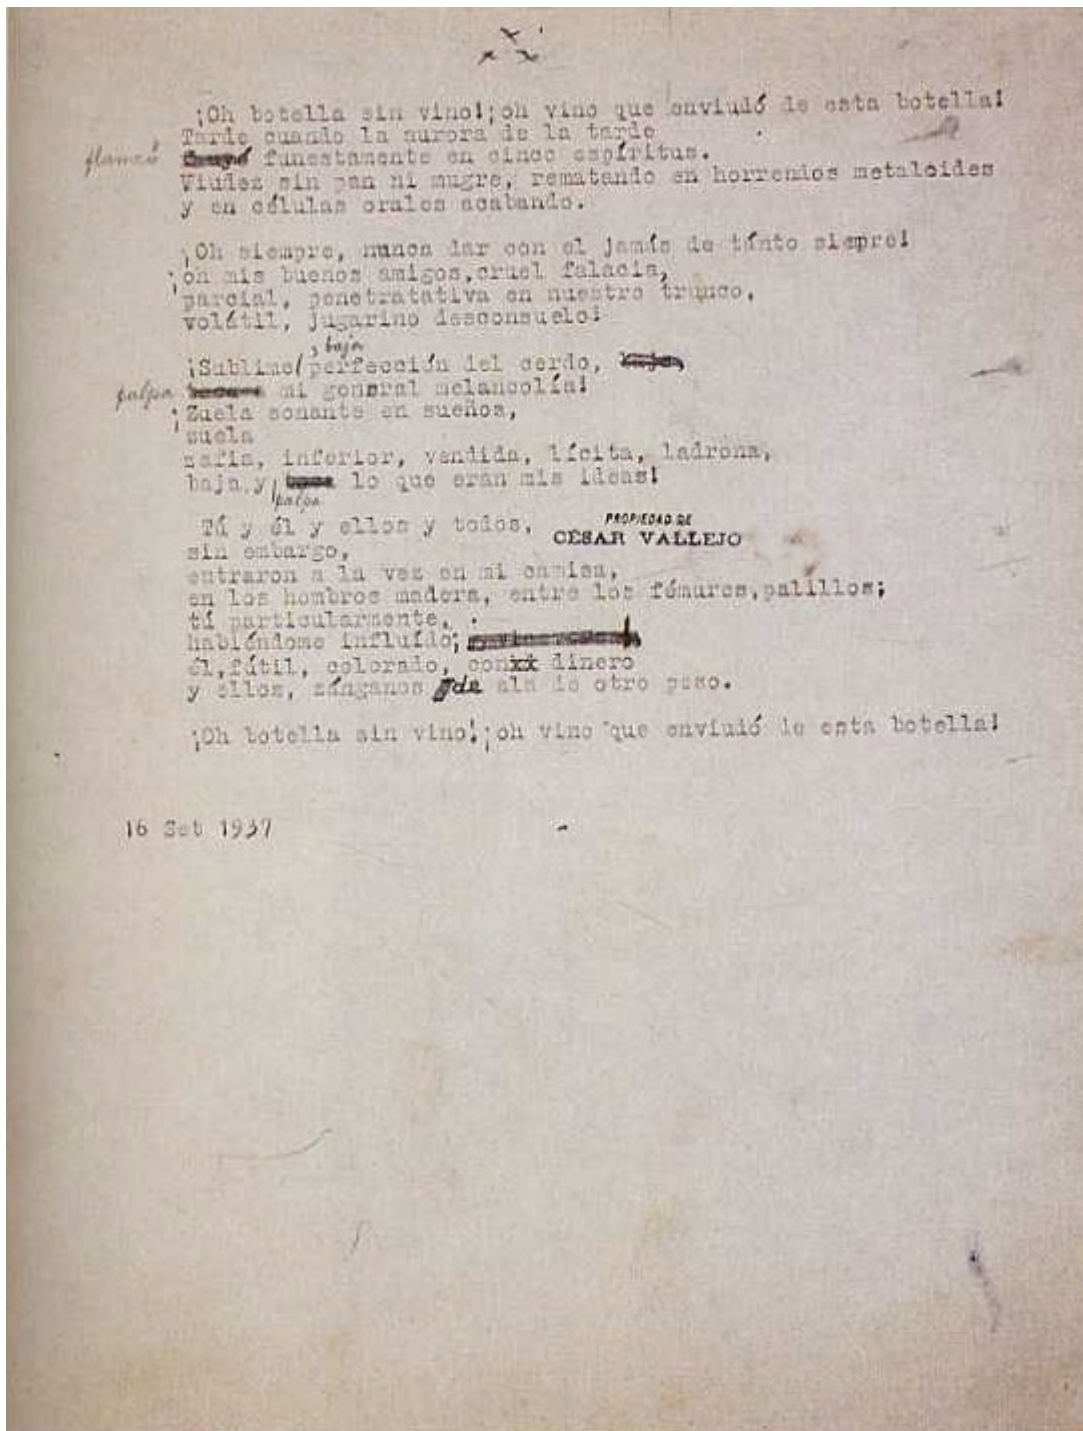 ¡Oh botella sin vino!¡oh vino que enviudó de esta botella!
Tarde cuando la aurora de la tarde
flameó funestamente en cinco espíritus.
Viudez sin pan ni mugre, rematando en horrendos metaloides
y en células orales acabando.
¡Oh siempre, nunca dar con el jamás de tánto siempre!
¡oh mis buenos amigos,cruel falacia,
parcial, penetratativa en nuestro trunco,
volátil, jugarino desconsuelo!
, baja
¡Sublime perfección del cerdo,
palpa mi general melancolía!
¡Zuela sonante en sueños,
zuela
zafia, inferior, vendida, lícita, ladrona,
baja y lo que eran mis ideas!
palpa
Tú y él y ellos y todos,
PROPIEDAD DE
CÉSAR VALLEJO
sin embargo,
entraron a la vez en mi camisa,
en los hombros madera, entre los fémures,palillos;
tú particularmente,
habiéndome influído;
él,fútil, colorado, con dinero
y ellos, zánganos de ala de otro peso.
¡Oh botella sin vino!¡oh vino que enviudó de esta botella!
16 Set 1937